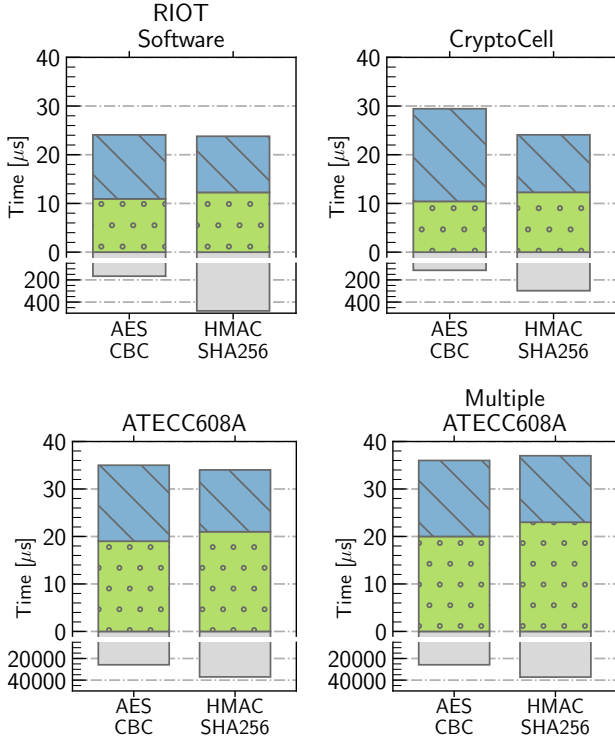 RIOT
Software
CryptoCell
Time [μs]
40
30
20
10
0
200
400
AES
CBC
HMAC
SHA256
Time [μs]
40
30
20
10
0
200
400
AES
CBC
HMAC
SHA256
ATECC608A
Multiple
ATECC608A
Time [μs]
40
30
20
10
0
20000
40000
AES
CBC
HMAC
SHA256
Time [μs]
40
30
20
10
0
20000
40000
AES
CBC
HMAC
SHA256